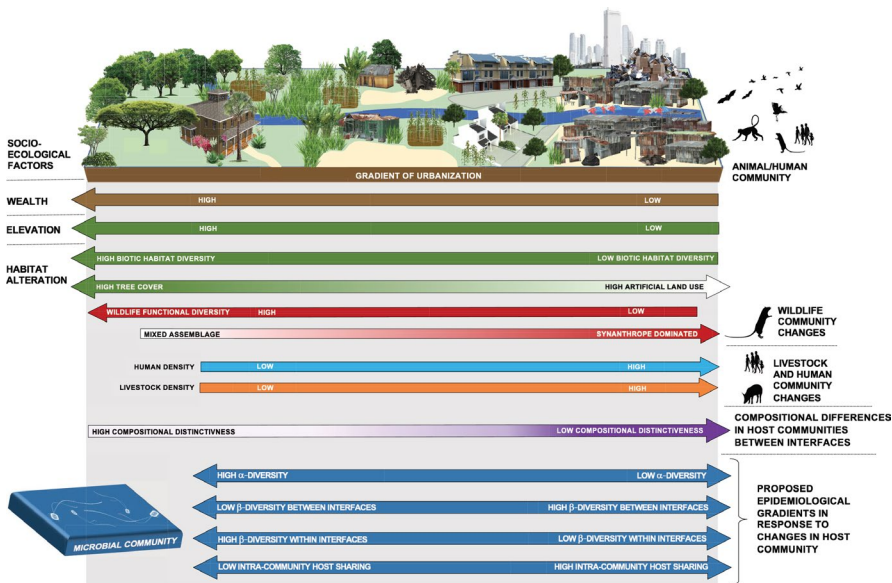 SOCIO-
ECOLOGICAL
FACTORS
ANIMAL/HUMAN
COMMUNITY
GRADIENT OF URBANIZATION
WEALTH
HIGH
LOW
ELEVATION
HIGH
LOW
HABITAT
ALTERATION
HIGH BIOTIC HABITAT DIVERSITY
LOW BIOTIC HABITAT DIVERSITY
HIGH TREE COVER
HIGH ARTIFICIAL LAND USE
WILDLIFE FUNCTIONAL DIVERSITY
HIGH
LOW
MIXED ASSEMBLAGE
SYNANTHROPE DOMINATED
WILDLIFE
COMMUNITY
CHANGES
HUMAN DENSITY
LOW
HIGH
LIVESTOCK DENSITY
LOW
HIGH
LIVESTOCK
AND HUMAN
COMMUNITY
CHANGES
HIGH COMPOSITIONAL DISTINCTIVNESS
LOW COMPOSITIONAL DISTINCTIVENESS
COMPOSITIONAL DIFFERENCES
IN HOST COMMUNITIES
BETWEEN INTERFACES
HIGH α-DIVERSITY
LOW α-DIVERSITY
LOW β-DIVERSITY BETWEEN INTERFACES
HIGH β-DIVERSITY BETWEEN INTERFACES
HIGH β-DIVERSITY WITHIN INTERFACES
LOW β-DIVERSITY WITHIN INTERFACES
LOW INTRA-COMMUNITY HOST SHARING
HIGH INTRA-COMMUNITY HOST SHARING
MICROBIAL COMMUNITY
PROPOSED
EPIDEMIOLOGICAL
GRADIENTS IN
RESPONSE TO
CHANGES IN HOST
COMMUNITY